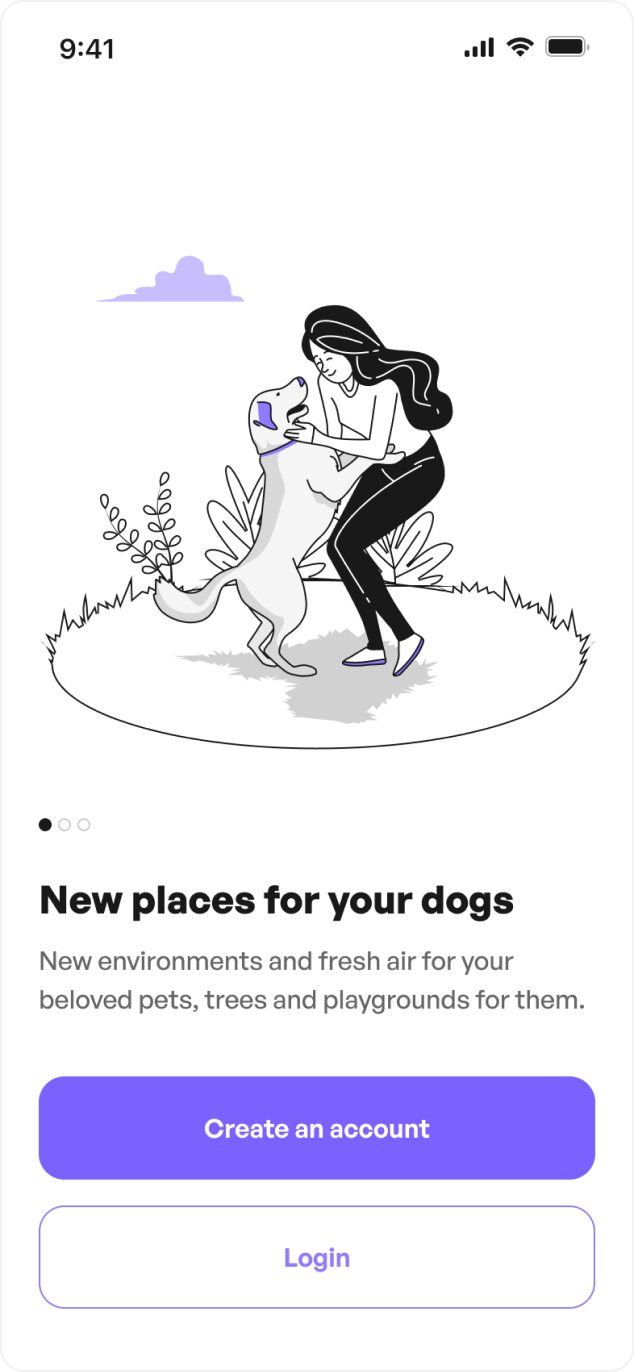 9:41
New places for your dogs
New environments and fresh air for your
beloved pets, trees and playgrounds for them.
Create an account
Login